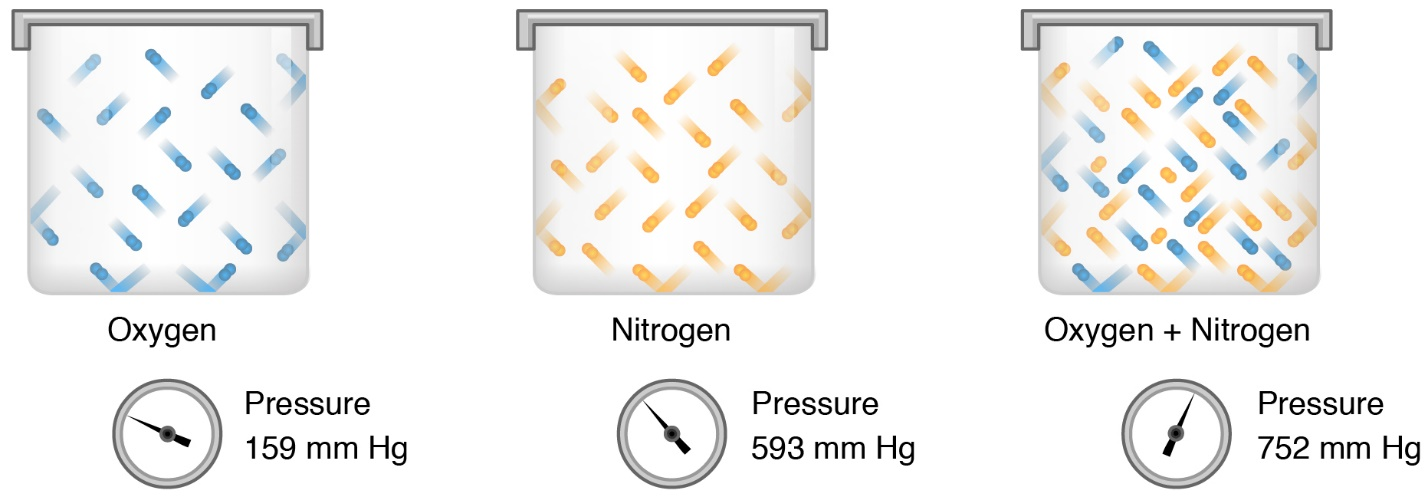 Oxygen
Pressure
159 mm Hg
Nitrogen
Pressure
593 mm Hg
Oxygen + Nitrogen
Pressure
752 mm Hg